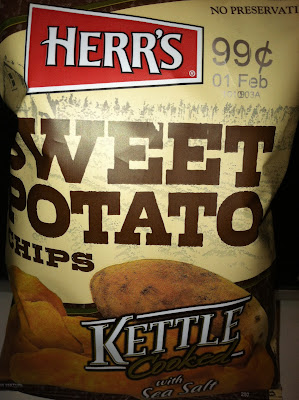 NO PRESERVATI
HERR'S
99¢
01 Feb
SWEET
POTATO
CHIPS
KETTLE
Cooked
with
Sea Salt